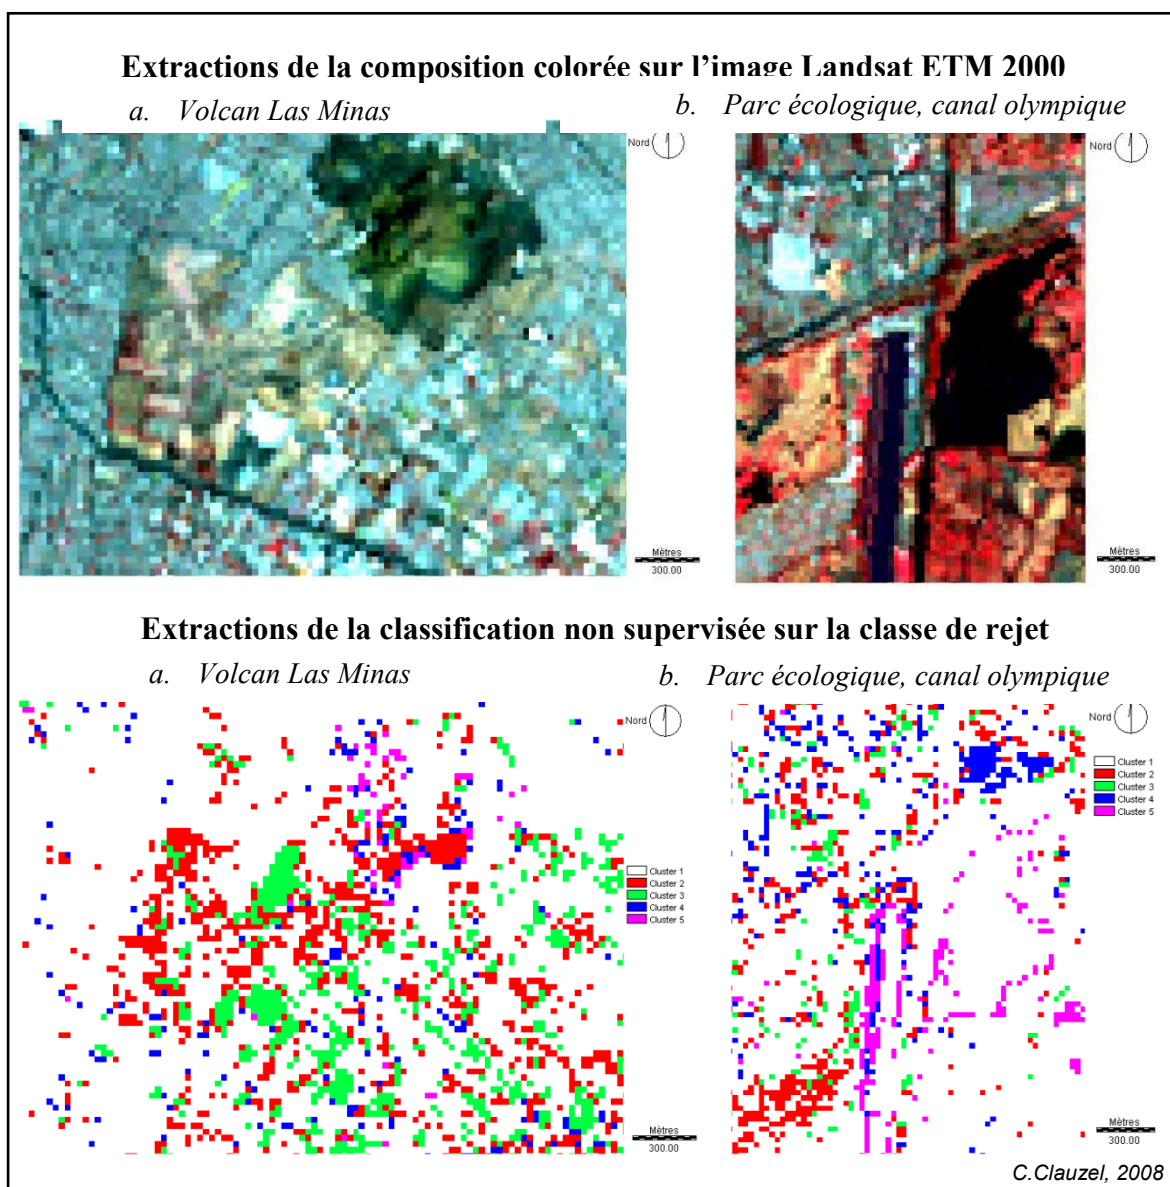 Extractions de la composition colorée sur l'image Landsat ETM 2000
a. Volcan Las Minas
b. Parc écologique, canal olympique
Nord
Nord
Mètres
300.00
Mètres
300.00
Extractions de la classification non supervisée sur la classe de rejet
a. Volcan Las Minas
b. Parc écologique, canal olympique
Nord
Nord
Cluster 1
Cluster 2
Cluster 3
Cluster 4
Cluster 5
Cluster 1
Cluster 2
Cluster 3
Cluster 4
Cluster 5
Mètres
300.00
Mètres
300.00
C.Clauzel, 2008